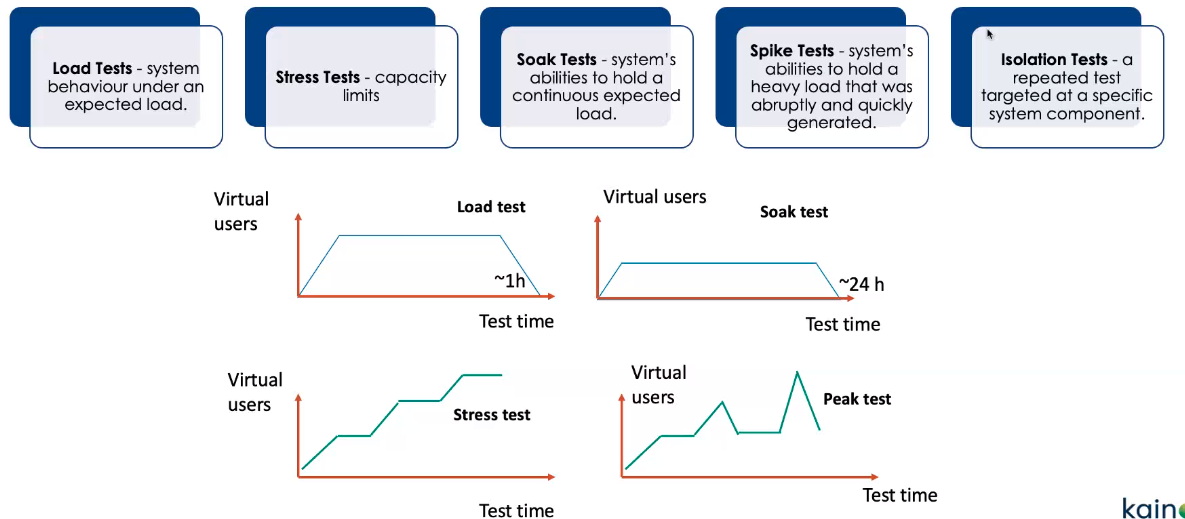 Load Tests - system
behaviour under an
expected load.
Stress Tests - capacity
limits
Soak Tests - system's
abilities to hold a
continuous expected
load.
Spike Tests - system's
abilities to hold a
heavy load that was
abruptly and quickly
generated.
Isolation Tests - a
repeated test
targeted at a specific
system component.
Virtual
users
Load test
~1h
Test time
Virtual users
Soak test
~24 h
Test time
Virtual
users
Stress test
Test time
Virtual
users
Peak test
Test time
kain